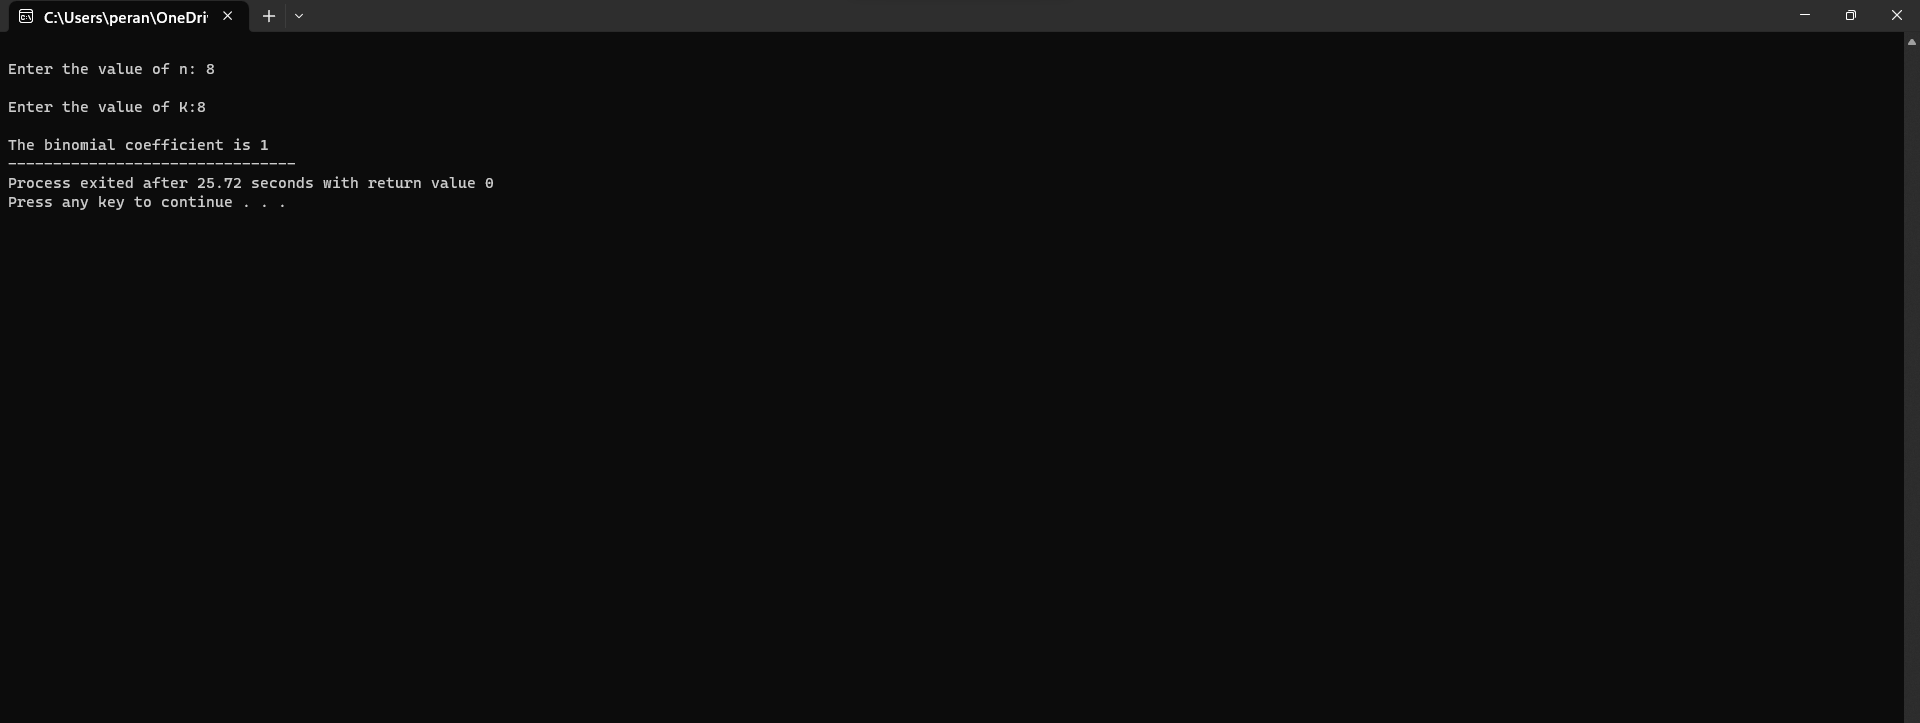 C:\Users\peran\OneDri
Enter the value of n: 8
Enter the value of K:8
The binomial coefficient is 1
--------------------------------
Process exited after 25.72 seconds with return value 0
Press any key to continue . . .